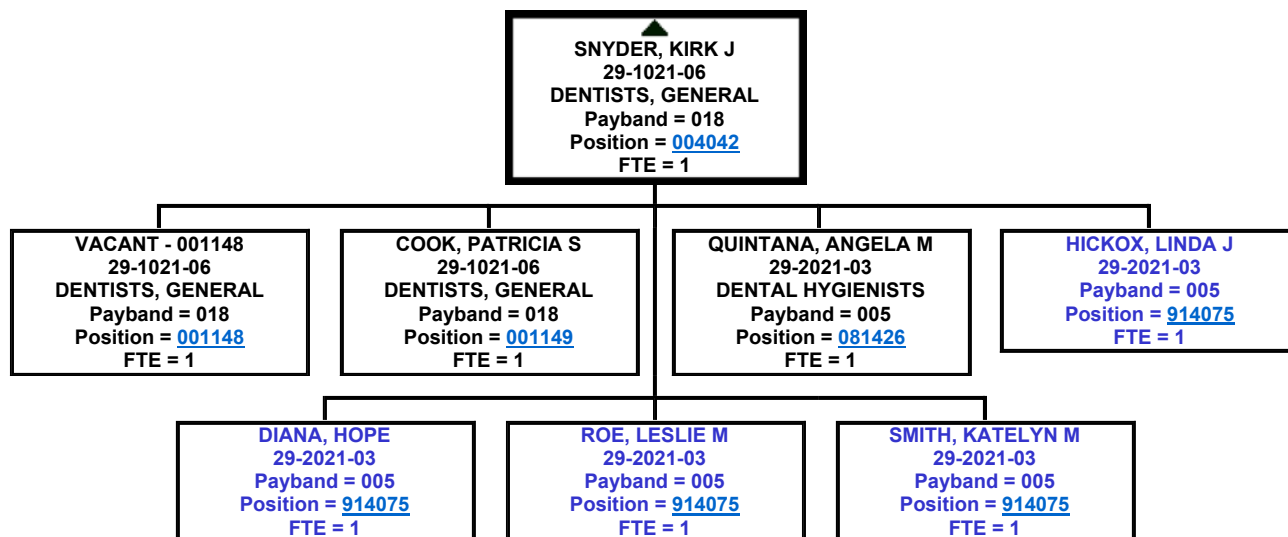 SNYDER, KIRK J
29-1021-06
DENTISTS, GENERAL
Payband = 018
Position = 004042
FTE = 1
VACANT - 001148
29-1021-06
DENTISTS, GENERAL
Payband = 018
Position = 001148
FTE = 1
COOK, PATRICIA S
29-1021-06
DENTISTS, GENERAL
Payband = 018
Position = 001149
FTE = 1
QUINTANA, ANGELA M
29-2021-03
DENTAL HYGIENISTS
Payband = 005
Position = 081426
FTE = 1
HICKOX, LINDA J
29-2021-03
Payband = 005
Position = 914075
FTE = 1
DIANA, HOPE
29-2021-03
Payband = 005
Position = 914075
FTE = 1
ROE, LESLIE M
29-2021-03
Payband = 005
Position = 914075
FTE = 1
SMITH, KATELYN M
29-2021-03
Payband = 005
Position = 914075
FTE = 1